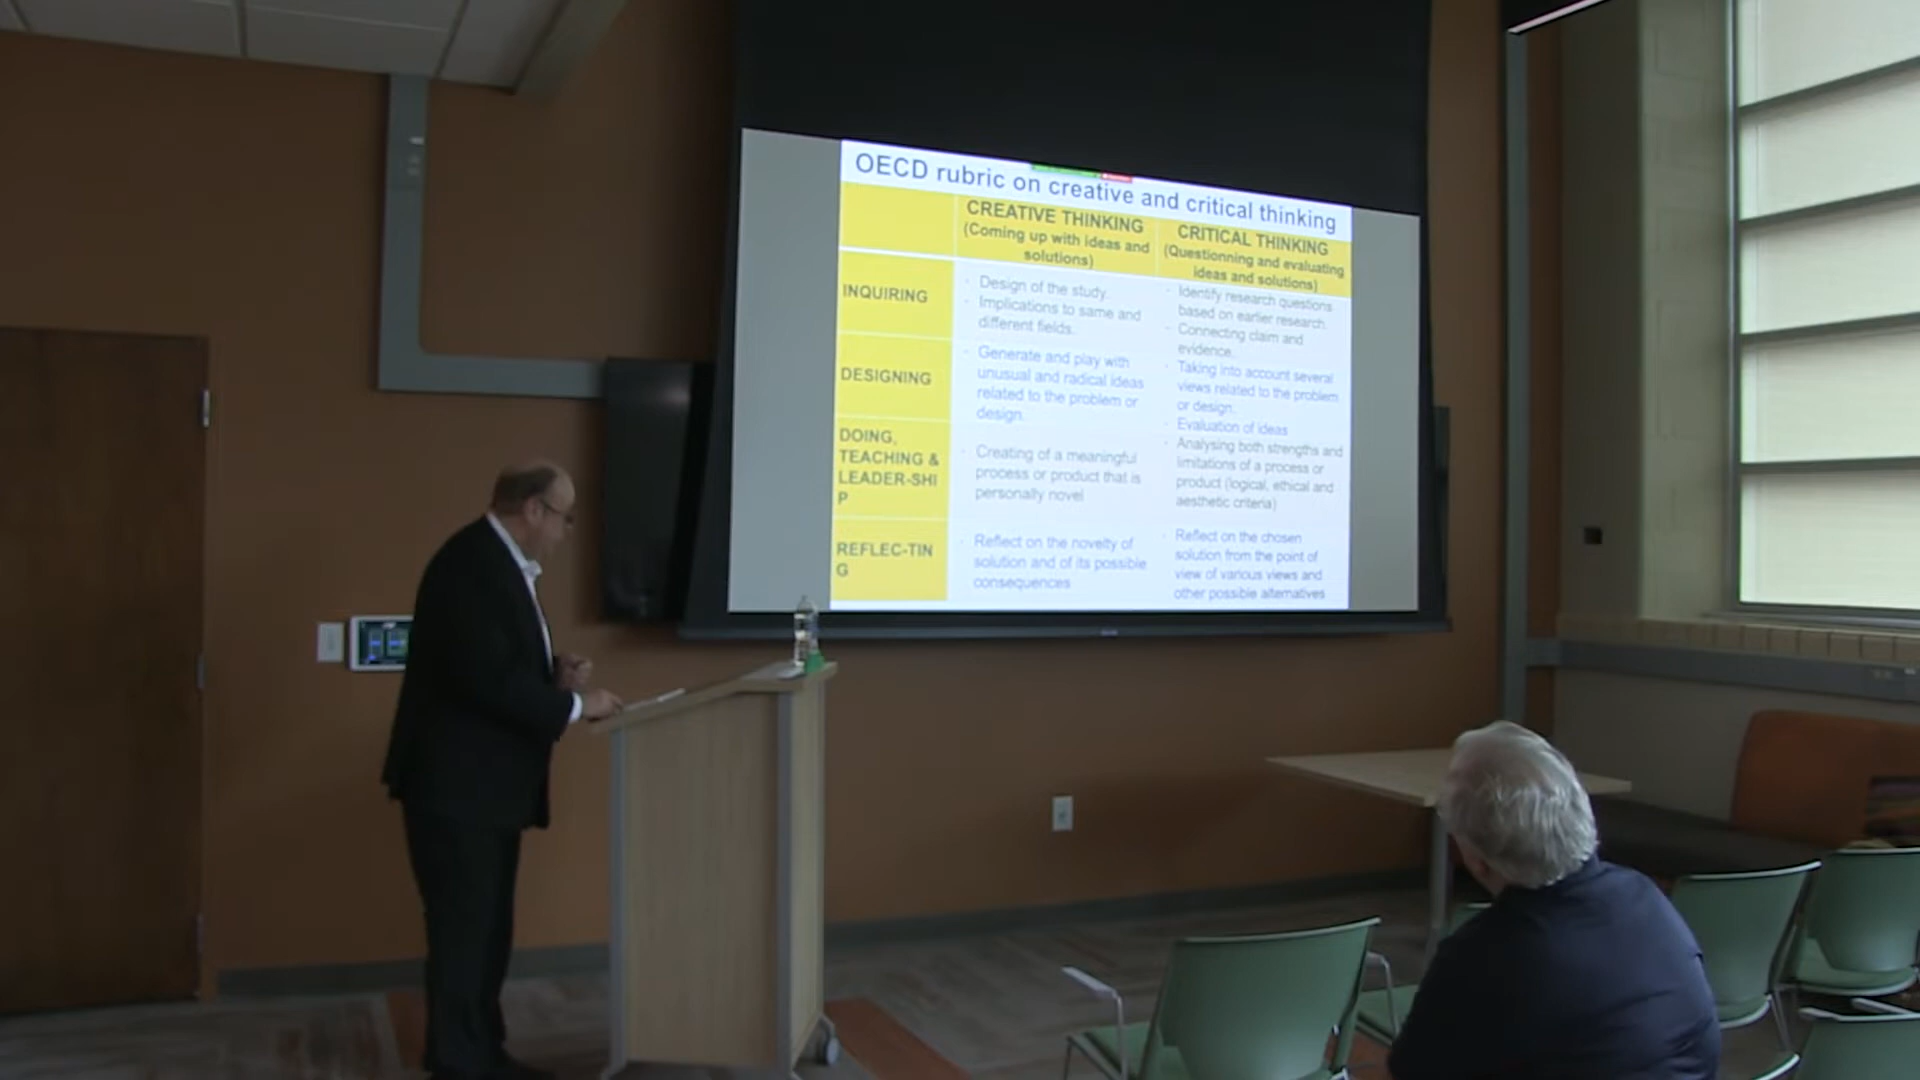 OECD rubric on creative and critical thinking
CREATIVE THINKING
(Coming up with ideas and
solutions)
CRITICAL THINKING
(Questionning and evaluating
ideas and solutions)
INQUIRING
· Design of the study.
· Implications to same and
different fields.
· Identify research questions
based on earlier research.
· Connecting claim and
evidence.
DESIGNING
· Generate and play with
unusual and radical ideas
related to the problem or
design.
· Taking into account several
views related to the problem
or design.
· Evaluation of ideas
DOING,
TEACHING &
LEADER-SHI
P
· Creating of a meaningful
process or product that is
personally novel
· Analysing both strengths and
limitations of a process or
product (logical, ethical and
aesthetic criteria)
REFLEC-TIN
G
· Reflect on the novelty of
solution and of its possible
consequences
· Reflect on the chosen
solution from the point of
view of various views and
other possible alternatives